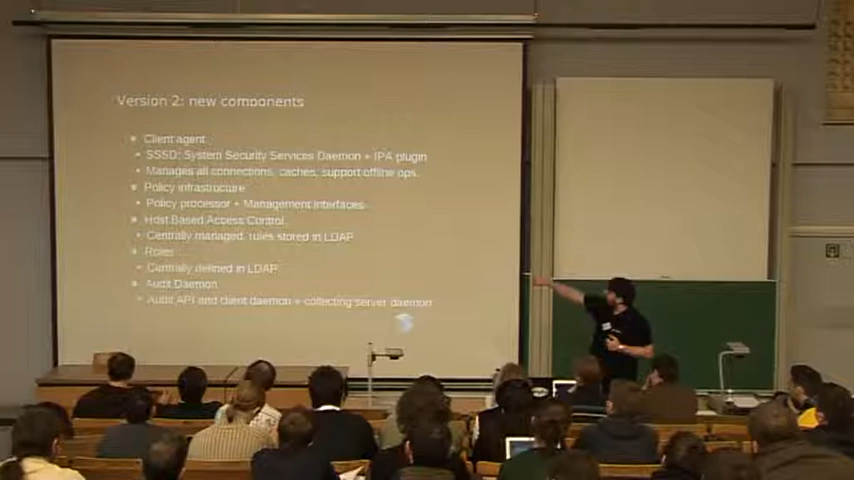 Version 2: new components
Client agent
SSSD: System Security Services Daemon + IPA plugin
Manages all connections, caches, support offline ops.
Policy infrastructure
Policy processor + Management Interfaces
Host Based Access Control
Centrally managed, rules stored in LDAP
Roles
Centrally defined in LDAP
Audit Daemon
Audit API and client daemon + collecting server daemon